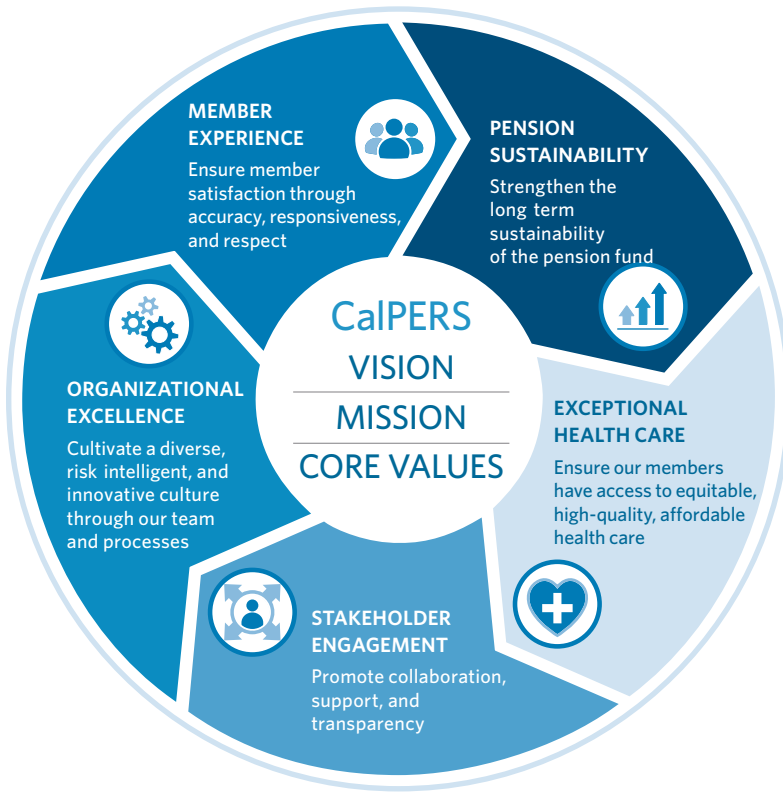 MEMBER
EXPERIENCE
Ensure member
satisfaction through
accuracy, responsiveness,
and respect
PENSION
SUSTAINABILITY
Strengthen the
long term
sustainability
of the pension fund
EXCEPTIONAL
HEALTH CARE
Ensure our members
have access to equitable,
high-quality, affordable
health care
STAKEHOLDER
ENGAGEMENT
Promote collaboration,
support, and
transparency
ORGANIZATIONAL
EXCELLENCE
Cultivate a diverse,
risk intelligent, and
innovative culture
through our team
and processes
CalPERS
VISION
MISSION
CORE VALUES